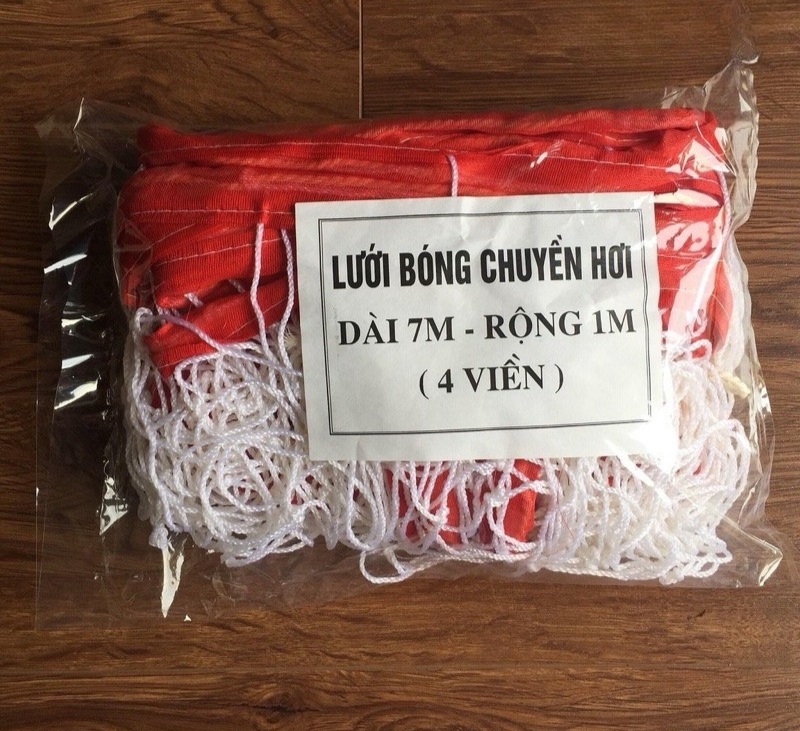 LƯỚI BÓNG CHUYỀN HƠI
DÀI 7M - RỘNG 1M
( 4 VIỀN )